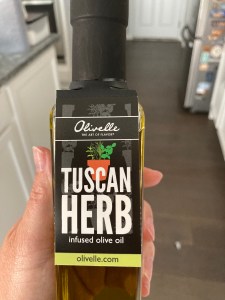 Olivelle
THE ART OF FLAVOR
TUSCAN
HERB
infused olive oil
olivelle.com